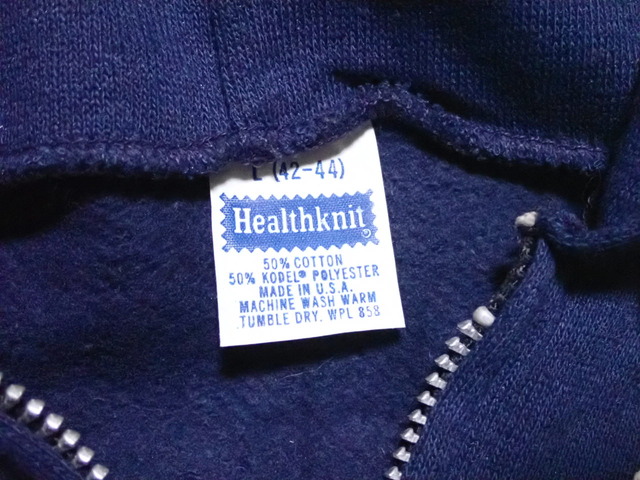 L (42-44)
Healthknit
50% COTTON
50% KODEL® POLYESTER
MADE IN U.S.A.
MACHINE WASH WARM
TUMBLE DRY. WPL 858